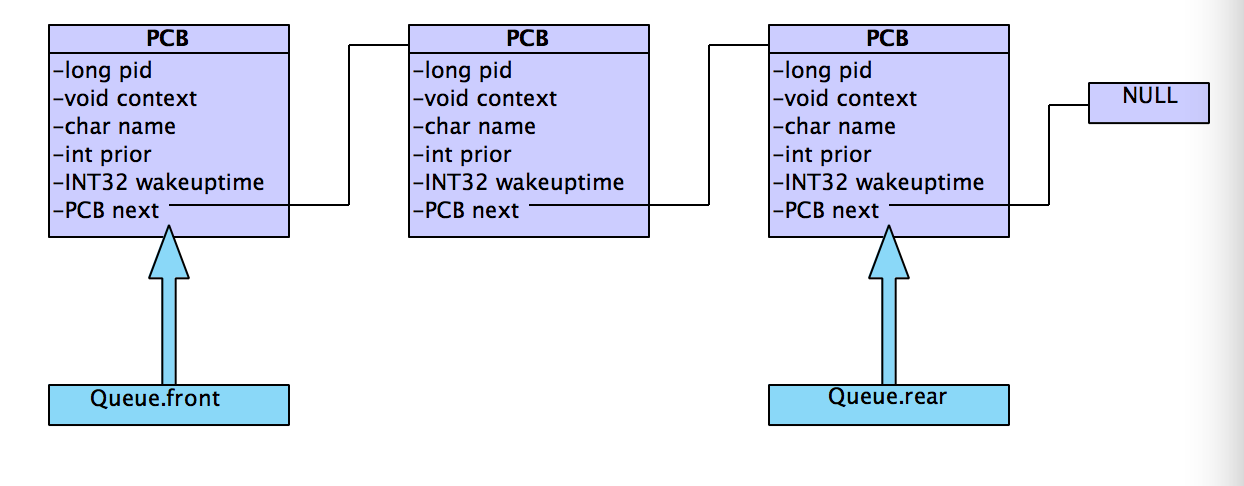 PCB
-long pid
-void context
-char name
-int prior
-INT32 wakeuptime
-PCB next
PCB
-long pid
-void context
-char name
-int prior
-INT32 wakeuptime
-PCB next
PCB
-long pid
-void context
-char name
-int prior
-INT32 wakeuptime
-PCB next
NULL
Queue.front
Queue.rear